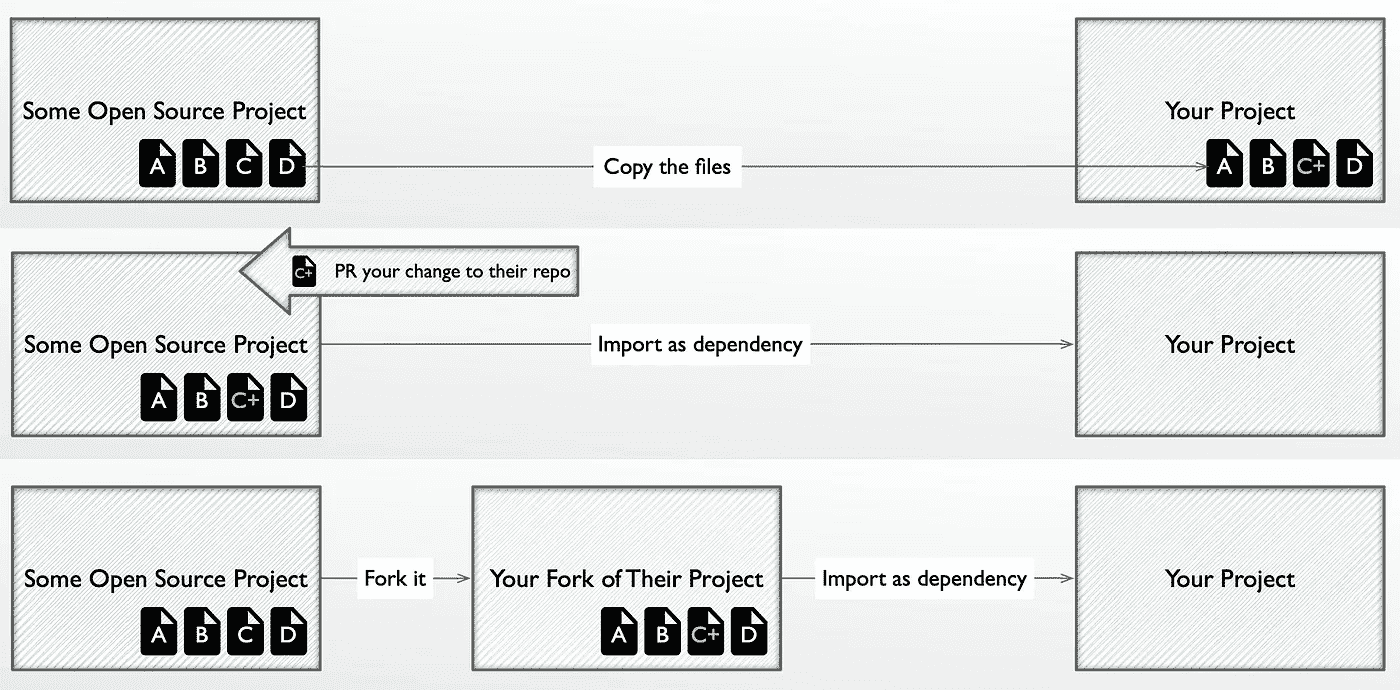 Some Open Source Project
A B C D
Copy the files
Your Project
A B C+ D
C+ PR your change to their repo
Some Open Source Project
A B C+ D
Import as dependency
Your Project
Some Open Source Project
A B C D
Fork it
Your Fork of Their Project
A B C+ D
Import as dependency
Your Project